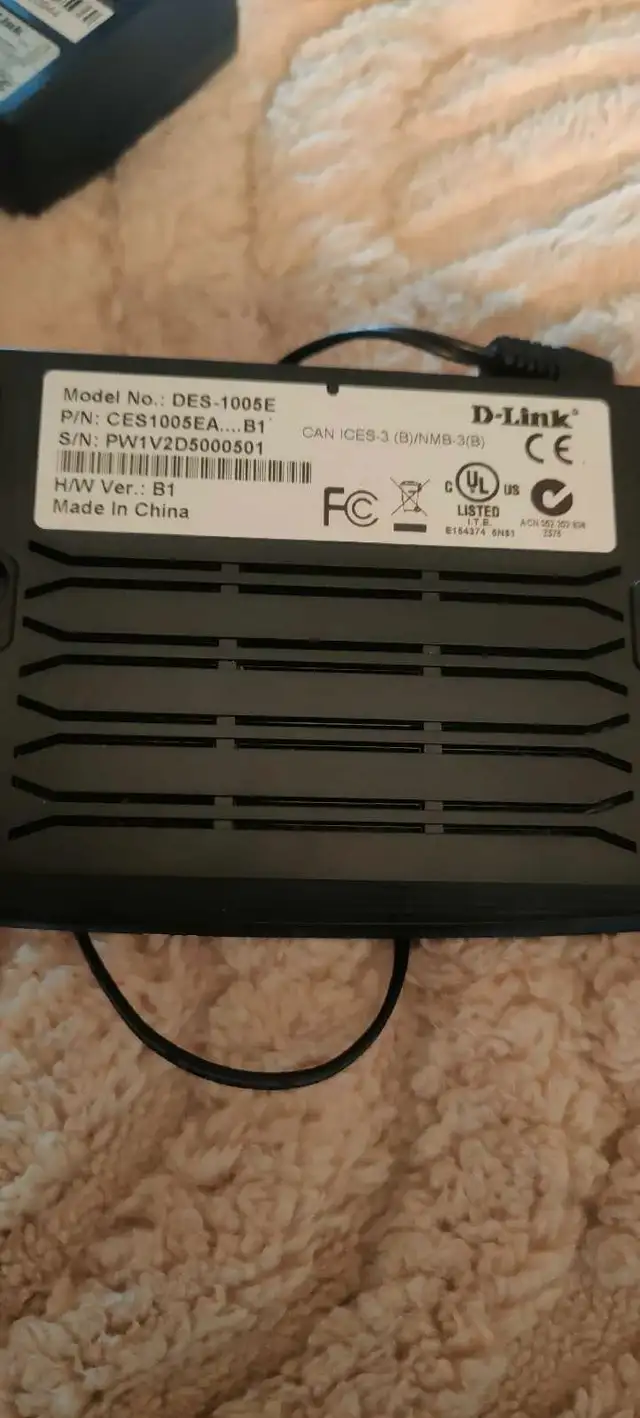 Model No.: DES-1005E
P/N: CES1005EA....B1
S/N: PW1V2D5000501
H/W Ver.: B1
Made In China
CAN ICES-3 (B)/NMB-3(B)
D-Link®
CE
FC
C UL US
LISTED
I.T.E.
E164374